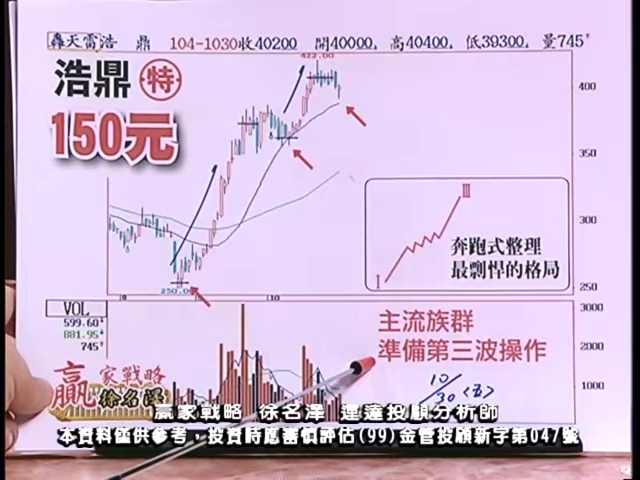 轟天雷浩 鼎 104-1030收40200 開40000 高40400 低39300 量745
422.00
浩鼎 特
150元
400
350
300
250
250.00
III
I
奔跑式整理
最剽悍的格局
9
10
VOL
599.60
881.95
745
3000
2000
1000
主流族群
準備第三波操作
10/30 (五)
贏家戰略
徐名澤
贏家戰略 徐名澤 運達投顧分析師
本資料僅供參考,投資時應審慎評估(99)金管投顧新字第047號